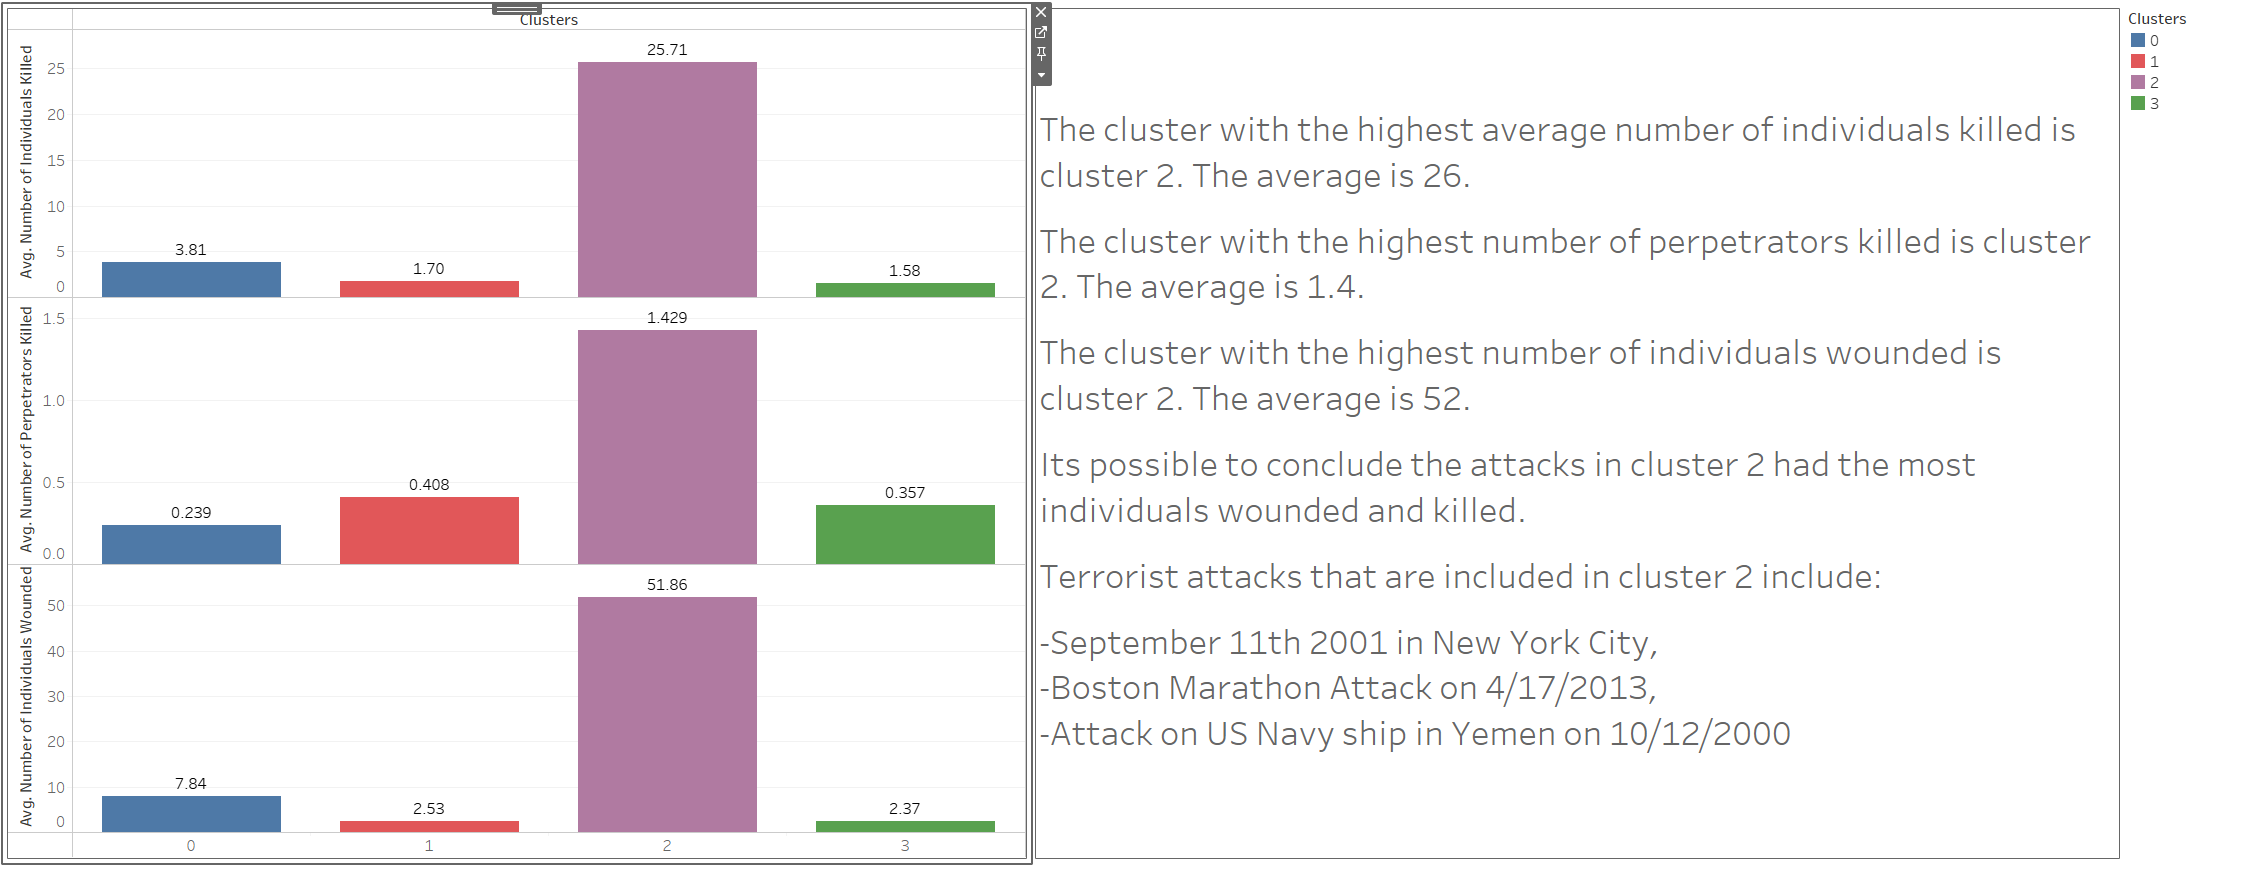 Clusters
Avg. Number of Individuals Killed
25
20
15
10
5
0
3.81
1.70
25.71
1.58
Avg. Number of Perpetrators Killed
1.5
1.0
0.5
0.0
0.239
0.408
1.429
0.357
Avg. Number of Individuals Wounded
50
40
30
20
10
0
7.84
2.53
51.86
2.37
0
1
2
3
The cluster with the highest average number of individuals killed is
cluster 2. The average is 26.
The cluster with the highest number of perpetrators killed is cluster
2. The average is 1.4.
The cluster with the highest number of individuals wounded is
cluster 2. The average is 52.
Its possible to conclude the attacks in cluster 2 had the most
individuals wounded and killed.
Terrorist attacks that are included in cluster 2 include:
-September 11th 2001 in New York City,
-Boston Marathon Attack on 4/17/2013,
-Attack on US Navy ship in Yemen on 10/12/2000
Clusters
0
1
2
3